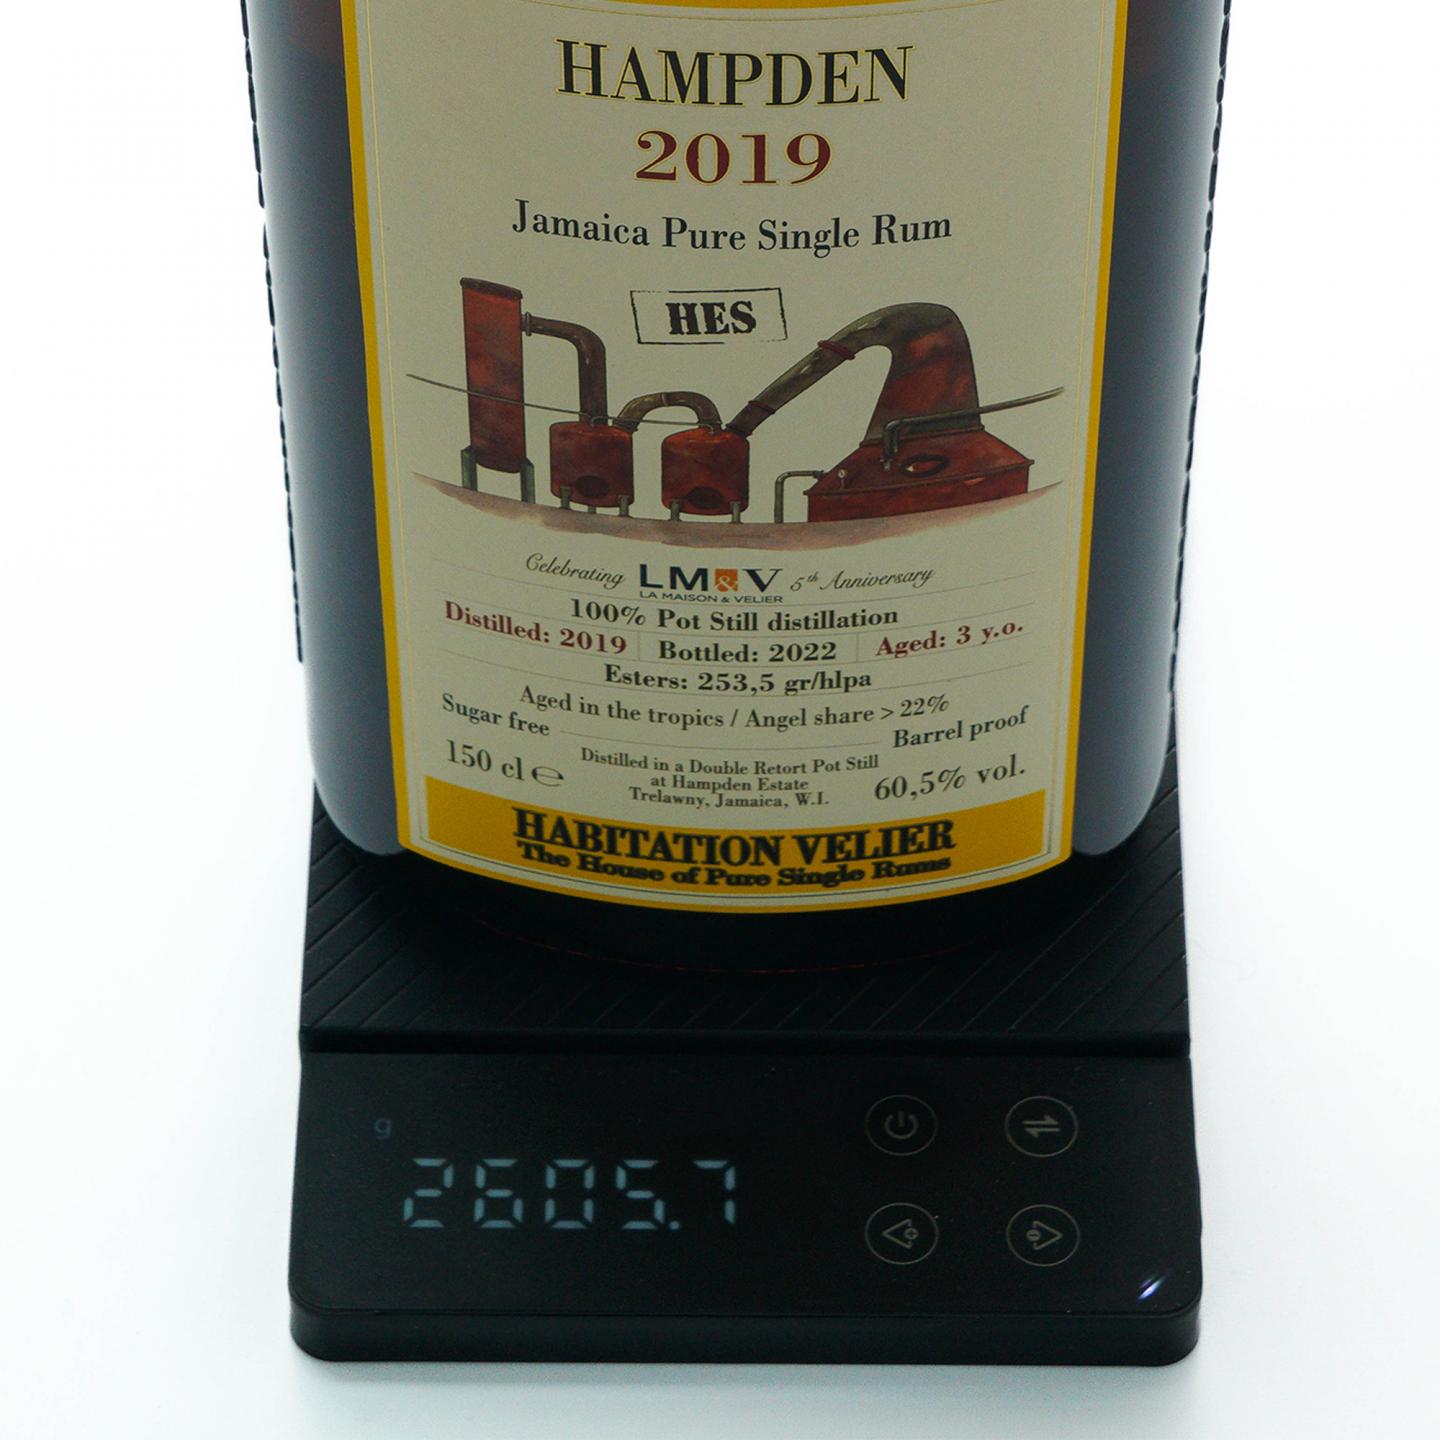 HAMPDEN
2019
Jamaica Pure Single Rum
HES
Celebrating LM&V 5th Anniversary
LA MAISON & VELIER
100% Pot Still distillation
Distilled: 2019 Bottled: 2022 Aged: 3 y.o.
Esters: 253,5 gr/hlpa
Aged in the tropics / Angel share > 22%
Sugar free Barrel proof
Distilled in a Double Retort Pot Still
at Hampden Estate
Trelawny, Jamaica, W.I.
150 cl ℮ 60,5% vol.
HABITATION VELIER
The House of Pure Single Rums
g
2605.7